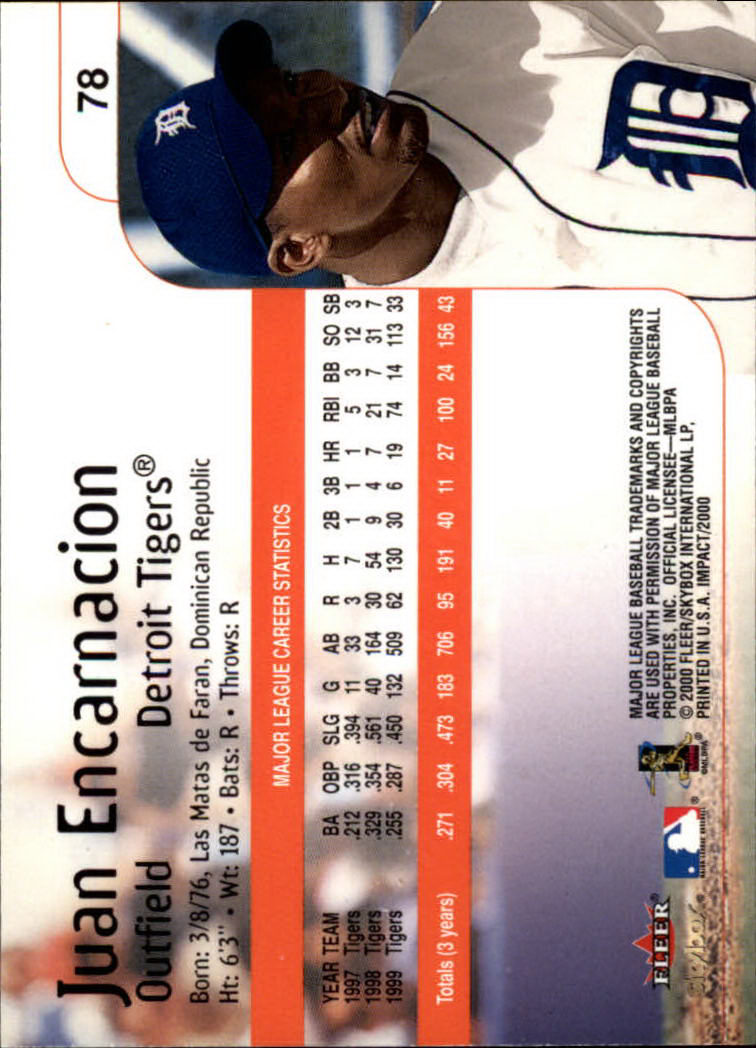 78
Juan Encarnacion
Outfield Detroit Tigers®
Born: 3/8/76, Las Matas de Faran, Dominican Republic
Ht: 6'3" • Wt: 187 • Bats: R • Throws: R
MAJOR LEAGUE CAREER STATISTICS
YEAR TEAM BA OBP SLG G AB R H 2B 3B HR RBI BB SO SB
1997 Tigers .212 .316 .394 11 33 3 7 1 1 1 5 3 12 3
1998 Tigers .329 .354 .561 40 164 30 54 9 4 7 21 7 31 7
1999 Tigers .255 .287 .450 132 509 62 130 30 6 19 74 14 113 33
Totals (3 years) .271 .304 .473 183 706 95 191 40 11 27 100 24 156 43
MAJOR LEAGUE BASEBALL TRADEMARKS AND COPYRIGHTS
ARE USED WITH PERMISSION OF MAJOR LEAGUE BASEBALL
PROPERTIES, INC. OFFICIAL LICENSEE—MLBPA
© 2000 FLEER/SKYBOX INTERNATIONAL LP,
PRINTED IN U.S.A. IMPACT/2000
FLEER®
skybox®
MAJOR LEAGUE BASEBALL
©MLBPA
D
D